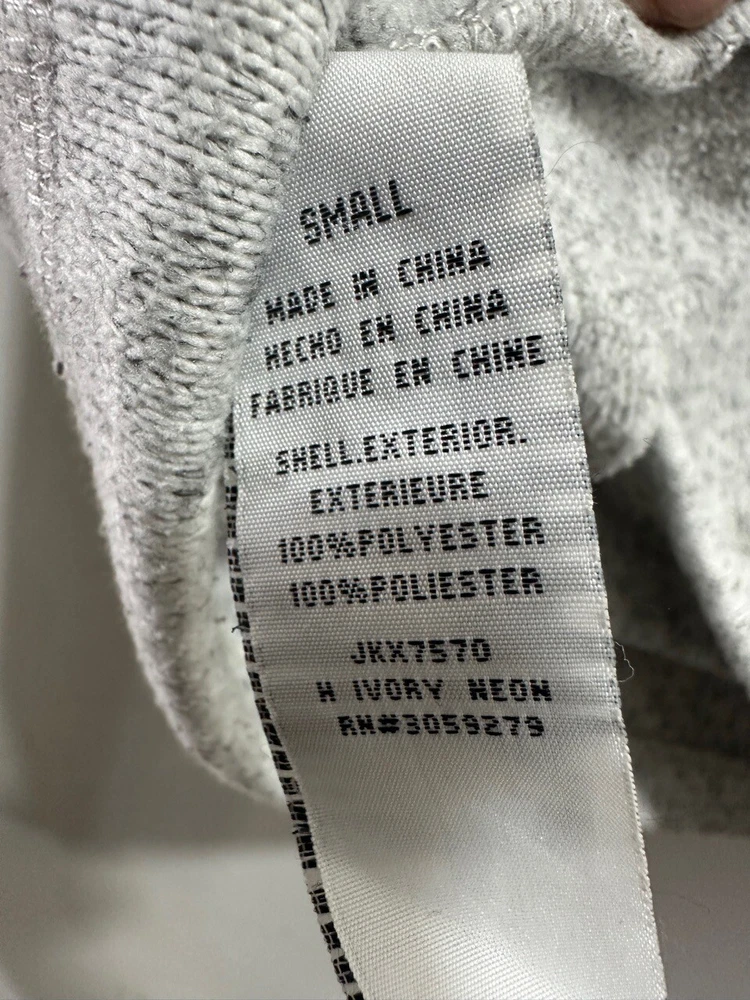 SMALL
MADE IN CHINA
HECHO EN CHINA
FABRIQUE EN CHINE
SHELL.EXTERIOR.
EXTERIEURE
100%POLYESTER
100%POLIESTER
JKX7570
H IVORY NEON
RN#3059279